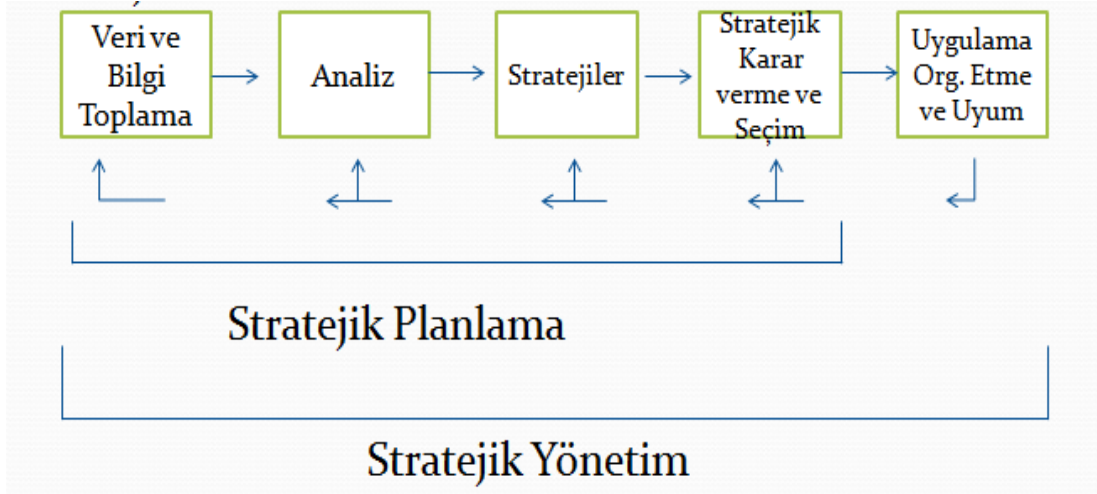 Veri ve
Bilgi
Toplama
Analiz
Stratejiler
Stratejik
Karar
verme ve
Seçim
Uygulama
Org. Etme
ve Uyum
Stratejik Planlama
Stratejik Yönetim